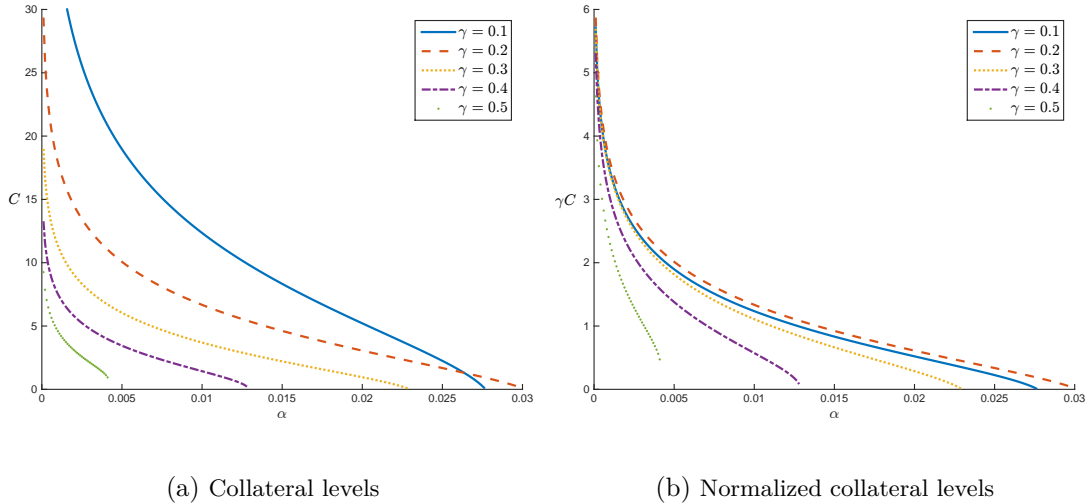 30
25
20
15
10
5
0
C
0
0.005
0.01
0.015
0.02
0.025
0.03
α
γ = 0.1
γ = 0.2
γ = 0.3
γ = 0.4
γ = 0.5
(a) Collateral levels
6
5
4
3
2
1
0
γC
0
0.005
0.01
0.015
0.02
0.025
0.03
α
γ = 0.1
γ = 0.2
γ = 0.3
γ = 0.4
γ = 0.5
(b) Normalized collateral levels